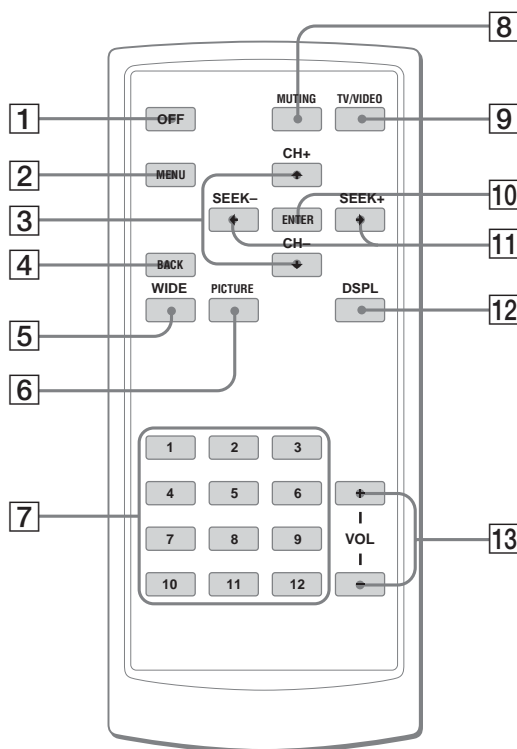 8
MUTING TV/VIDEO
1 OFF 9
CH+
2 MENU
10
3 SEEK– ENTER SEEK+
11
CH–
4 BACK
WIDE PICTURE DSPL
12
5
6
1 2 3
4 5 6 +
7 VOL 13
7 8 9
–
10 11 12